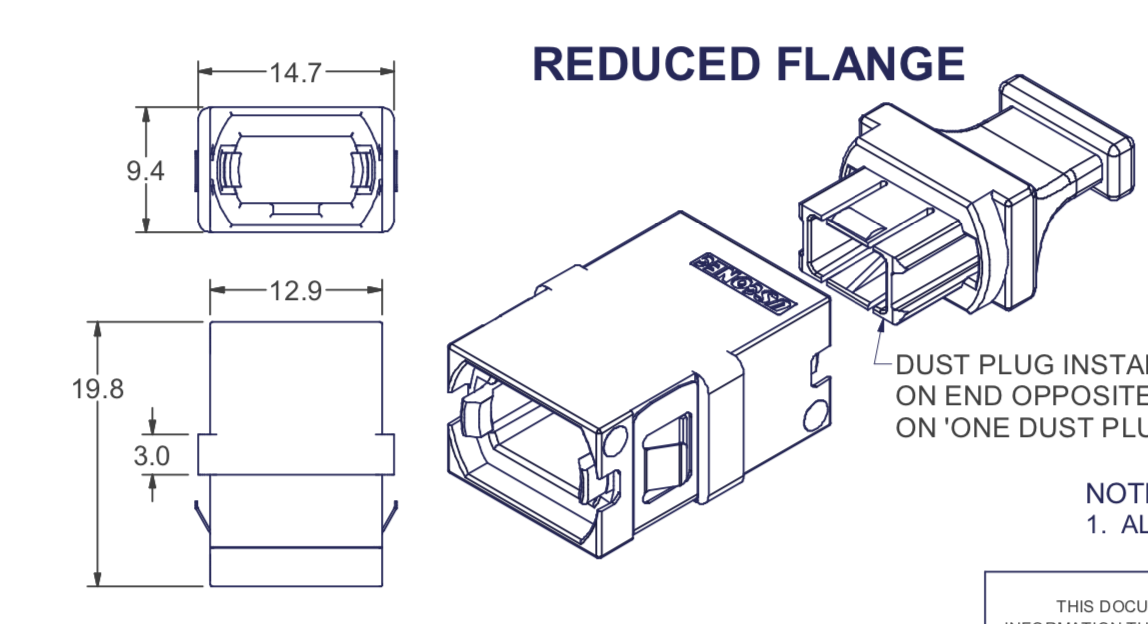 REDUCED FLANGE
14.7
9.4
12.9
19.8
3.0
USCONEC
DUST PLUG INSTA
ON END OPPOSITE
ON 'ONE DUST PLU
NOT
1. AL
THIS DOCU